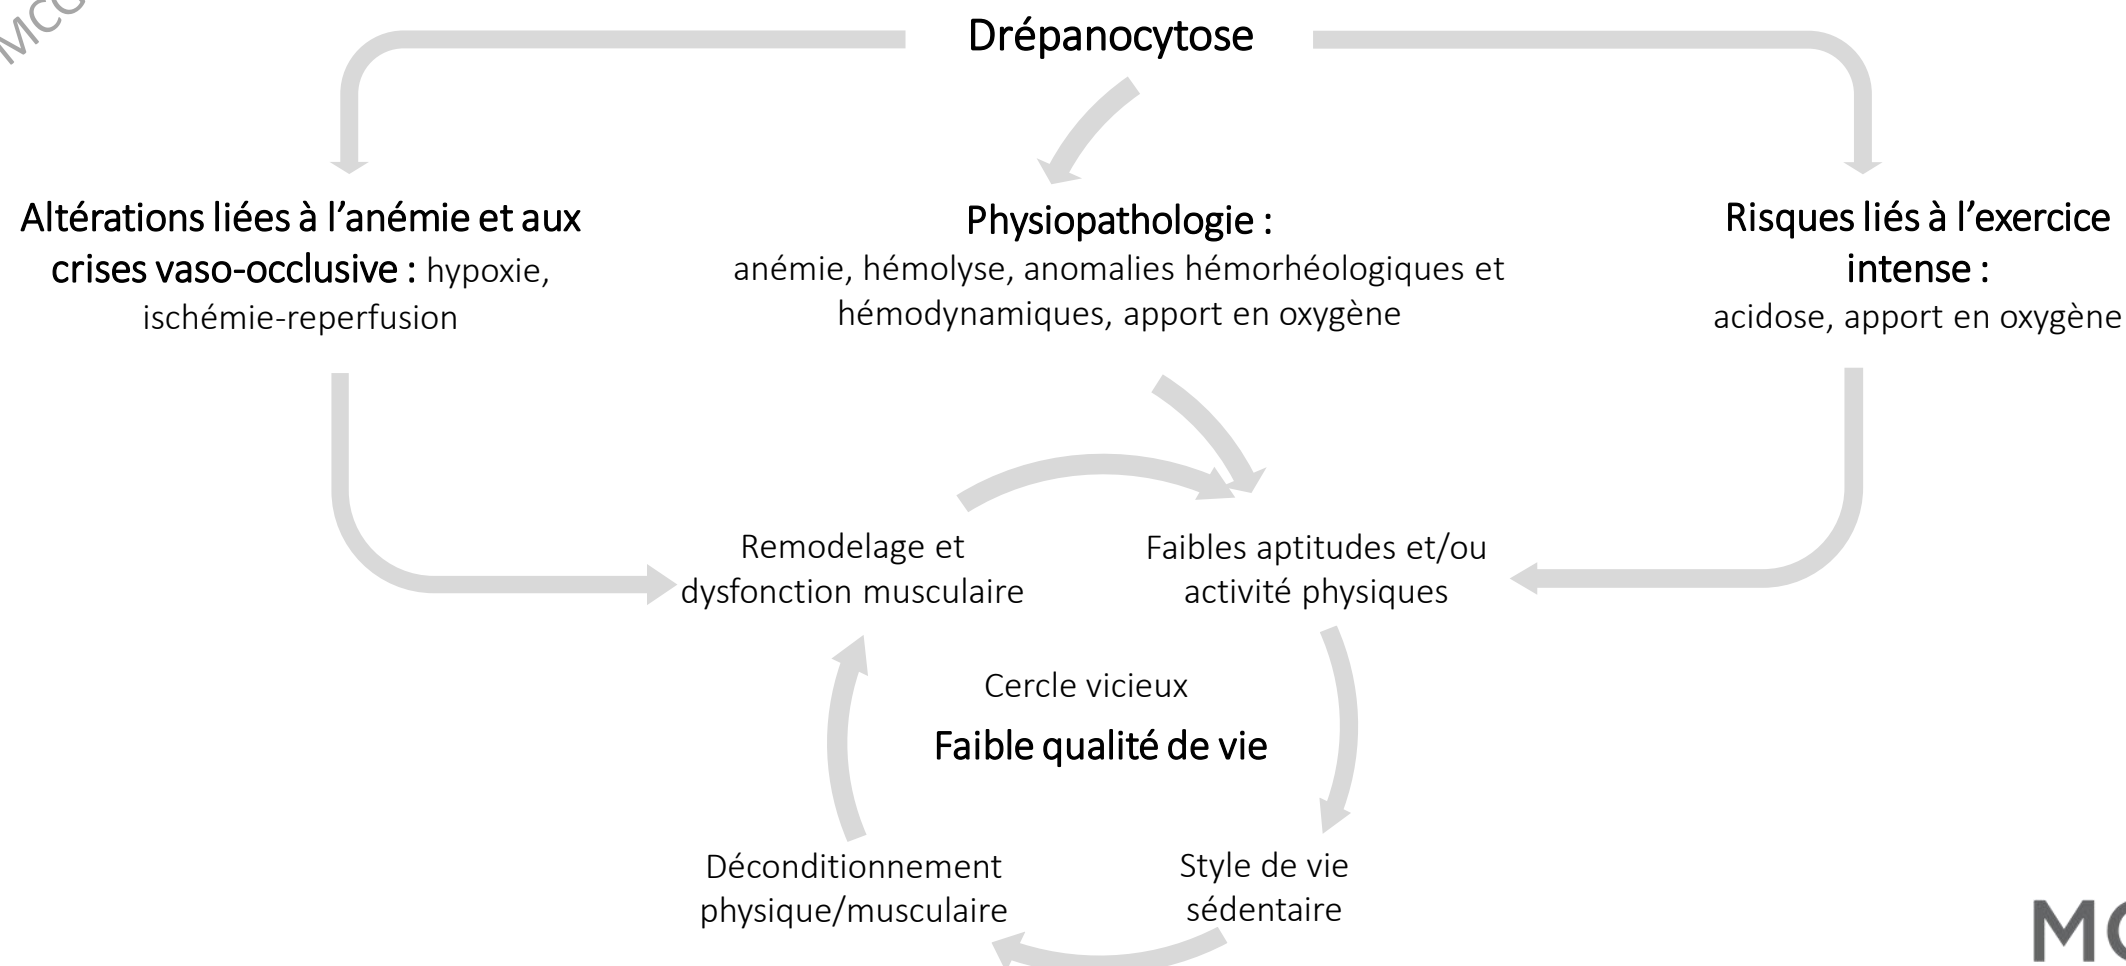 Drépanocytose
Altérations liées à l'anémie et aux
crises vaso-occlusive : hypoxie,
ischémie-reperfusion
Physiopathologie :
anémie, hémolyse, anomalies hémorhéologiques et
hémodynamiques, apport en oxygène
Risques liés à l'exercice
intense :
acidose, apport en oxygène
Remodelage et
dysfonction musculaire
Faibles aptitudes et/ou
activité physiques
Cercle vicieux
Faible qualité de vie
Déconditionnement
physique/musculaire
Style de vie
sédentaire